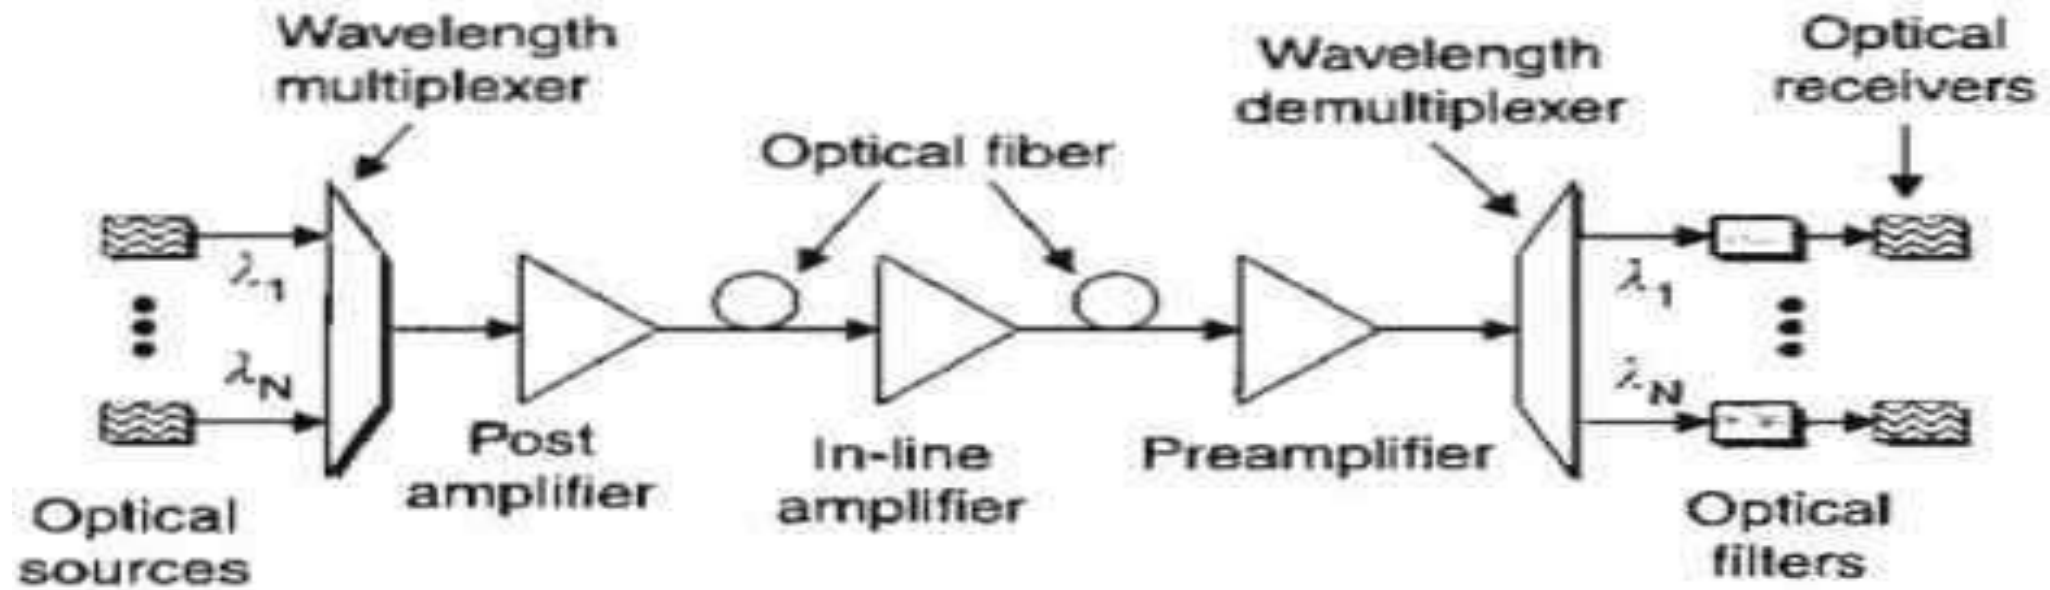 Wavelength
multiplexer
Optical fiber
Wavelength
demultiplexer
Optical
receivers
λ1
λN
λ1
λN
Post
amplifier
In-line
amplifier
Preamplifier
Optical
sources
Optical
filters